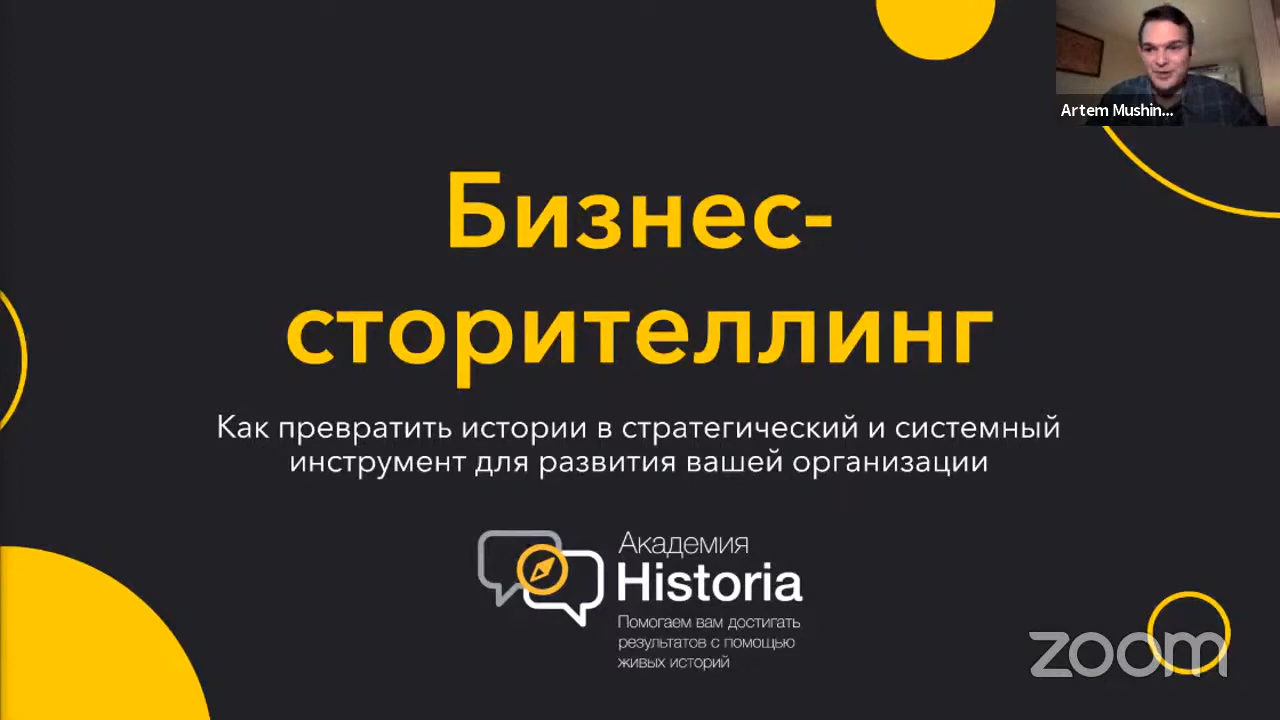 Artem Mushin...
Бизнес-
сторителлинг
Как превратить истории в стратегический и системный
инструмент для развития вашей организации
Академия
Historia
Помогаем вам достигать
результатов с помощью
живых историй
zoom